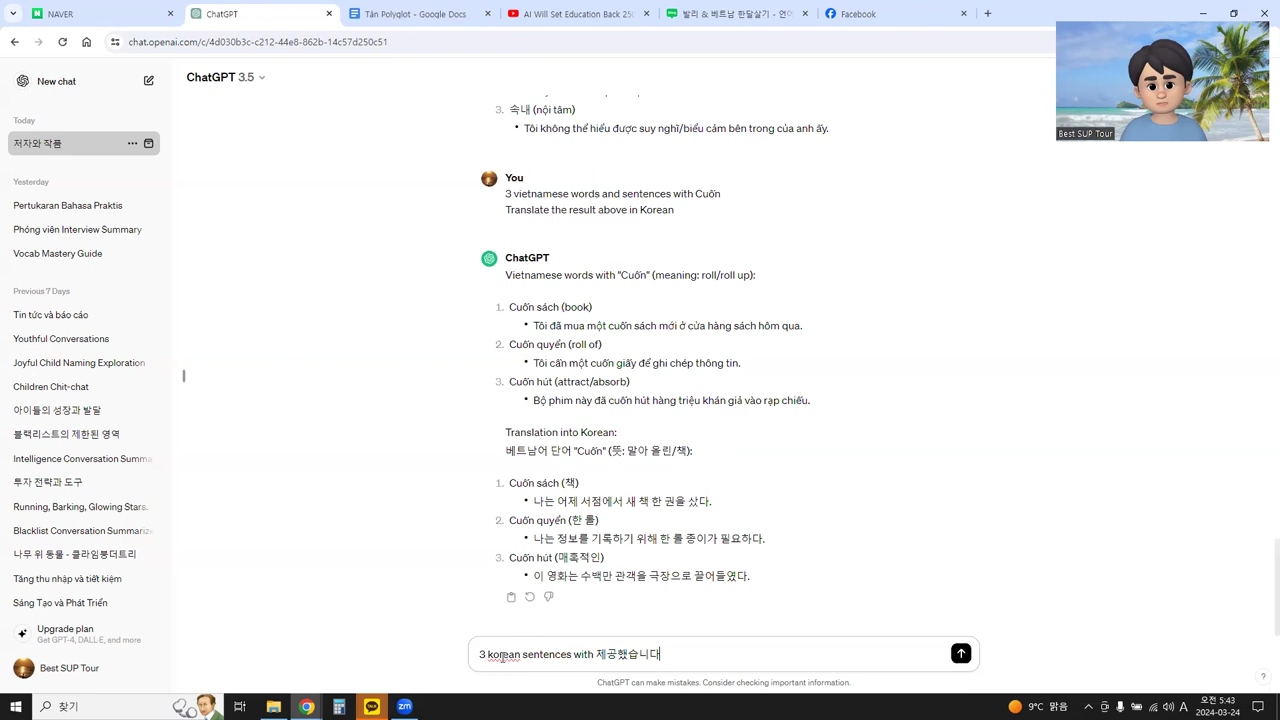 NAVER
ChatGPT
Tân Polyglot - Google Docs
AI Will Set Education Back 250
발리 & 베트남 한달살기 - 언어
Facebook
chat.openai.com/c/4d030b3c-c212-44e8-862b-14c57d250c51
New chat
Today
저자와 작품
Yesterday
Pertukaran Bahasa Praktis
Phóng viên Interview Summary
Vocab Mastery Guide
Previous 7 Days
Tin tức và báo cáo
Youthful Conversations
Joyful Child Naming Exploration
Children Chit-chat
아이들의 성장과 발달
블랙리스트의 제한된 영역
Intelligence Conversation Summa
투자 전략과 도구
Running, Barking, Glowing Stars.
Blacklist Conversation Summarize
나무 위 동물 - 클라임붕더트리
Tăng thu nhập và tiết kiệm
Sáng Tạo và Phát Triển
Upgrade plan
Get GPT-4, DALL·E, and more
Best SUP Tour
ChatGPT 3.5
3. 속내 (nội tâm)
• Tôi không thể hiểu được suy nghĩ/biểu cảm bên trong của anh ấy.
You
3 vietnamese words and sentences with Cuốn
Translate the result above in Korean
ChatGPT
Vietnamese words with "Cuốn" (meaning: roll/roll up):
1. Cuốn sách (book)
• Tôi đã mua một cuốn sách mới ở cửa hàng sách hôm qua.
2. Cuốn quyển (roll of)
• Tôi cần một cuốn giấy để ghi chép thông tin.
3. Cuốn hút (attract/absorb)
• Bộ phim này đã cuốn hút hàng triệu khán giả vào rạp chiếu.
Translation into Korean:
베트남어 단어 "Cuốn" (뜻: 말아 올린/책):
1. Cuốn sách (책)
• 나는 어제 서점에서 새 책 한 권을 샀다.
2. Cuốn quyển (한 롤)
• 나는 정보를 기록하기 위해 한 롤 종이가 필요하다.
3. Cuốn hút (매혹적인)
• 이 영화는 수백만 관객을 극장으로 끌어들였다.
3 korean sentences with 제공했습니다
ChatGPT can make mistakes. Consider checking important information.
?
Best SUP Tour
찾기
TALK
zm
9°C 맑음
A
오전 5:43
2024-03-24